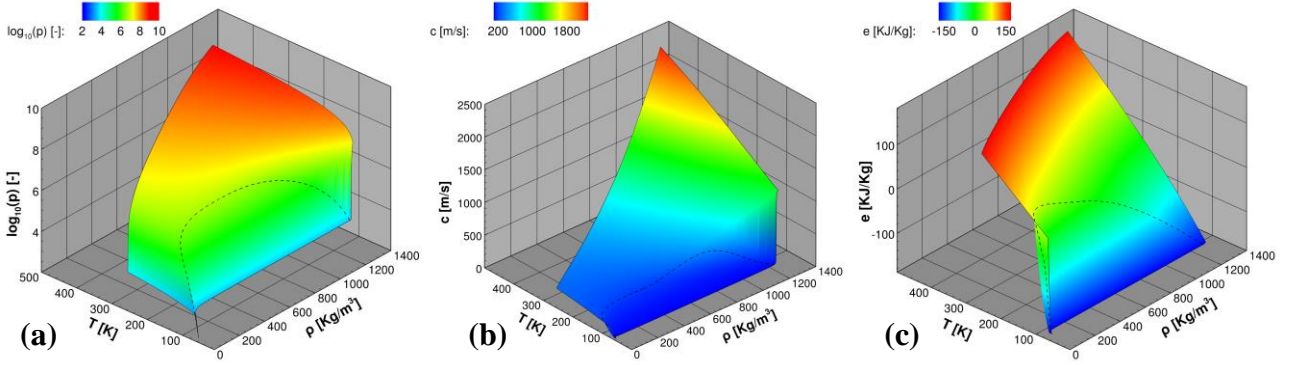 log₁₀(p) [-]: 2 4 6 8 10
10
8
6
4
log₁₀(p) [-]
500 400 300 200 100
T [K]
0 200 400 600 800 1000 1200 1400
ρ [Kg/m³]
(a)
c [m/s]: 200 1000 1800
2500
2000
1500
1000
500
0
c [m/s]
400 300 200 100
T [K]
0 200 400 600 800 1000 1200 1400
ρ [Kg/m³]
(b)
e [KJ/Kg]: -150 0 150
100
0
-100
e [KJ/Kg]
400 300 200 100
T [K]
0 200 400 600 800 1000 1200 1400
ρ [Kg/m³]
(c)